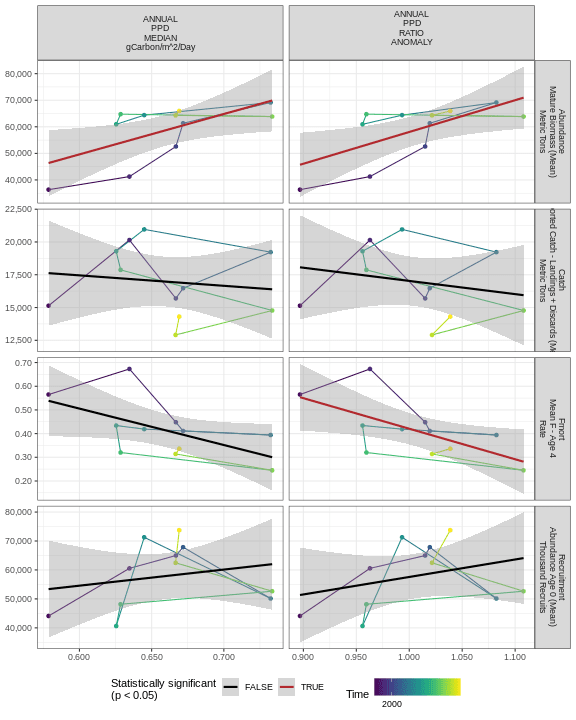 ANNUAL
PPD
MEDIAN
gCarbon/m^2/Day
ANNUAL
PPD
RATIO
ANOMALY
80,000
70,000
60,000
50,000
40,000
Abundance
Mature Biomass (Mean)
Metric Tons
22,500
20,000
17,500
15,000
12,500
Catch
orted Catch - Landings + Discards (M
Metric Tons
0.70
0.60
0.50
0.40
0.30
0.20
Fmort
Mean F - Age 4
Rate
80,000
70,000
60,000
50,000
40,000
Recruitment
Abundance Age 0 (Mean)
Thousand Recruits
0.600
0.650
0.700
0.900
0.950
1.000
1.050
1.100
Statistically significant
(p < 0.05)
FALSE
TRUE
Time
2000